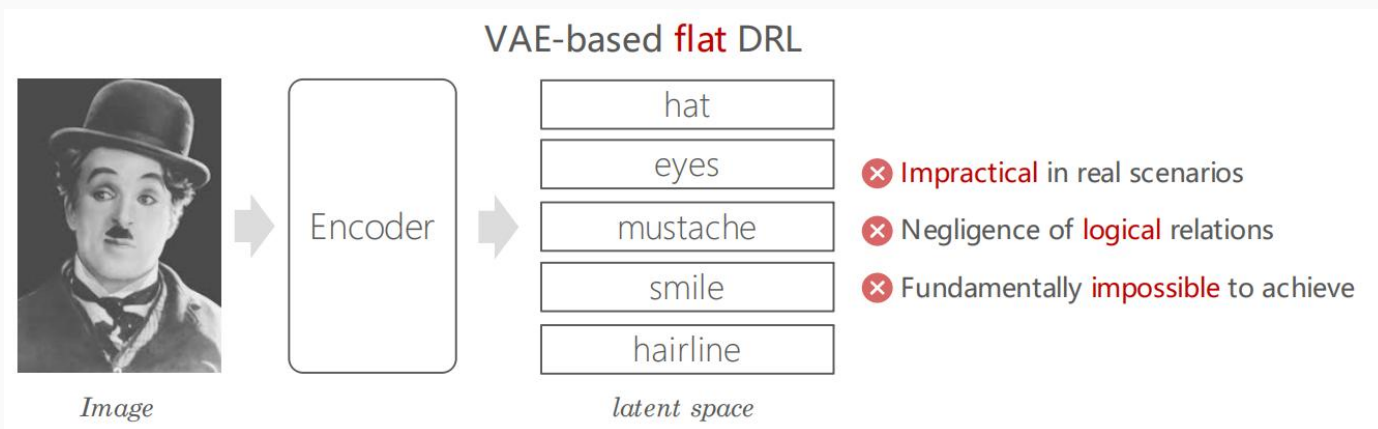 VAE-based flat DRL
hat
eyes
mustache
smile
hairline
Encoder
Impractical in real scenarios
Negligence of logical relations
Fundamentally impossible to achieve
Image
latent space